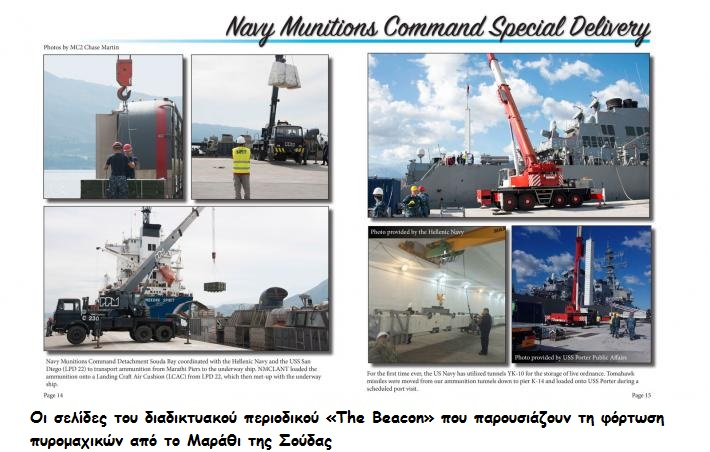 Navy Munitions Command Special Delivery
Photos by MC2 Chase Martin
PPM
C 230
MEKONG SPIRIT
Photo provided by the Hellenic Navy
Photo provided by USS Porter Public Affairs
Navy Munitions Command Detachment Souda Bay coordinated with the Hellenic Navy and the USS San
Diego (LPD 22) to transport ammunition from Marathi Piers to the underway ship. NMCLANT loaded the
ammunition onto a Landing Craft Air Cushion (LCAC) from LPD 22, which then met-up with the underway
ship.
Page 14
For the first time ever, the US Navy has utilized tunnels YK-10 for the storage of live ordnance. Tomahawk
missiles were moved from our ammunition tunnels down to pier K-14 and loaded onto USS Porter during a
scheduled port visit.
Page 15
Οι σελίδες του διαδικτυακού περιοδικού «The Beacon» που παρουσιάζουν τη φόρτωση
πυρομαχικών από το Μαράθι της Σούδας